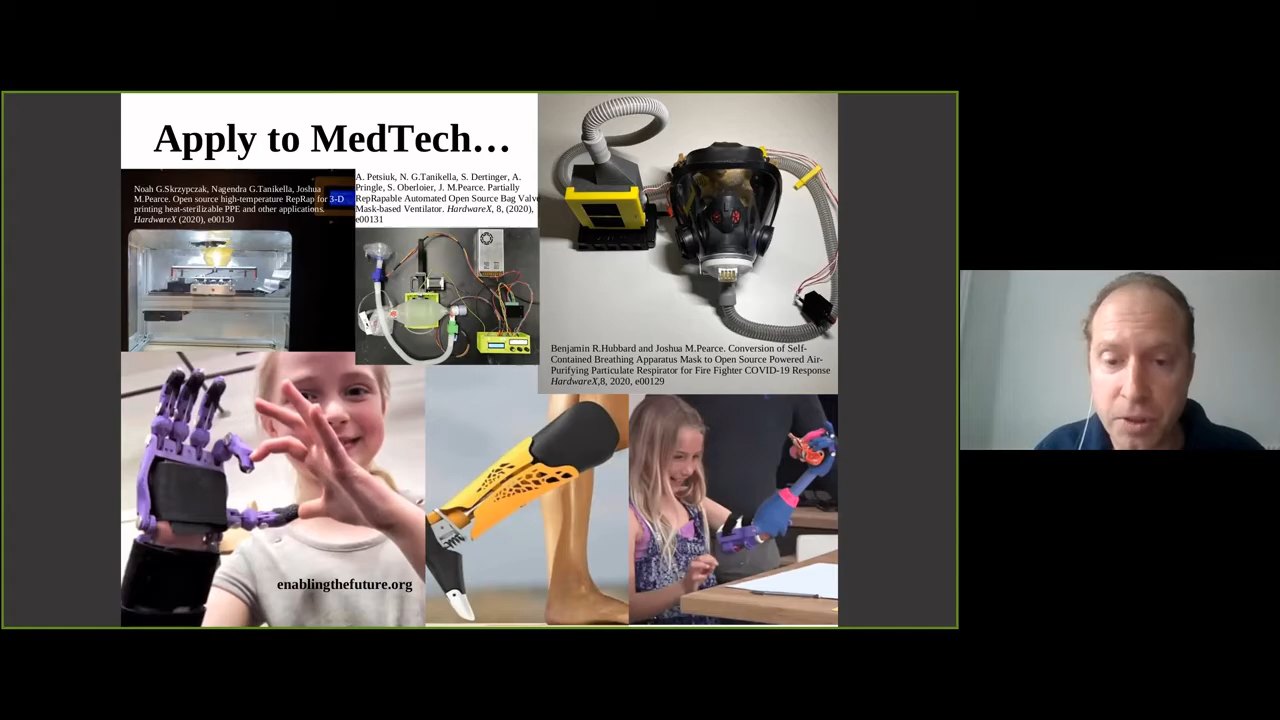 Apply to MedTech...
Noah G.Skrzypczak, Nagendra G.Tanikella, Joshua
M.Pearce. Open source high-temperature RepRap for 3-D
printing heat-sterilizable PPE and other applications.
HardwareX (2020), e00130
A. Petsiuk, N. G.Tanikella, S. Dertinger, A.
Pringle, S. Oberloier, J. M.Pearce. Partially
RepRapable Automated Open Source Bag Valve
Mask-based Ventilator. HardwareX, 8, (2020),
e00131
Benjamin R.Hubbard and Joshua M.Pearce. Conversion of Self-
Contained Breathing Apparatus Mask to Open Source Powered Air-
Purifying Particulate Respirator for Fire Fighter COVID-19 Response
HardwareX,8, 2020, e00129
enablingthefuture.org